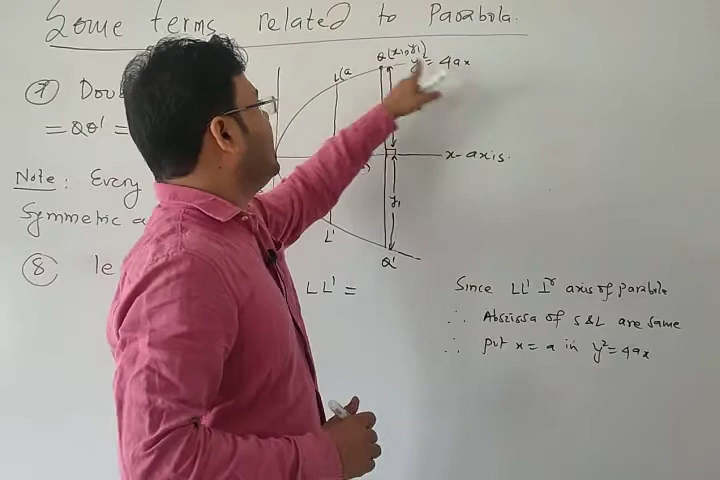 Some terms related to Parabola.
Q(x1,y1)
L(a
y²= 4ax
7
= QQ' =
x-axis.
Note: Every
y1
Symmetric a
L'
Q'
8 le
LL' =
Since LL' ⊥r axis of parabola
∴ Abscissa of S & L are same
∴ put x = a in y²=4ax